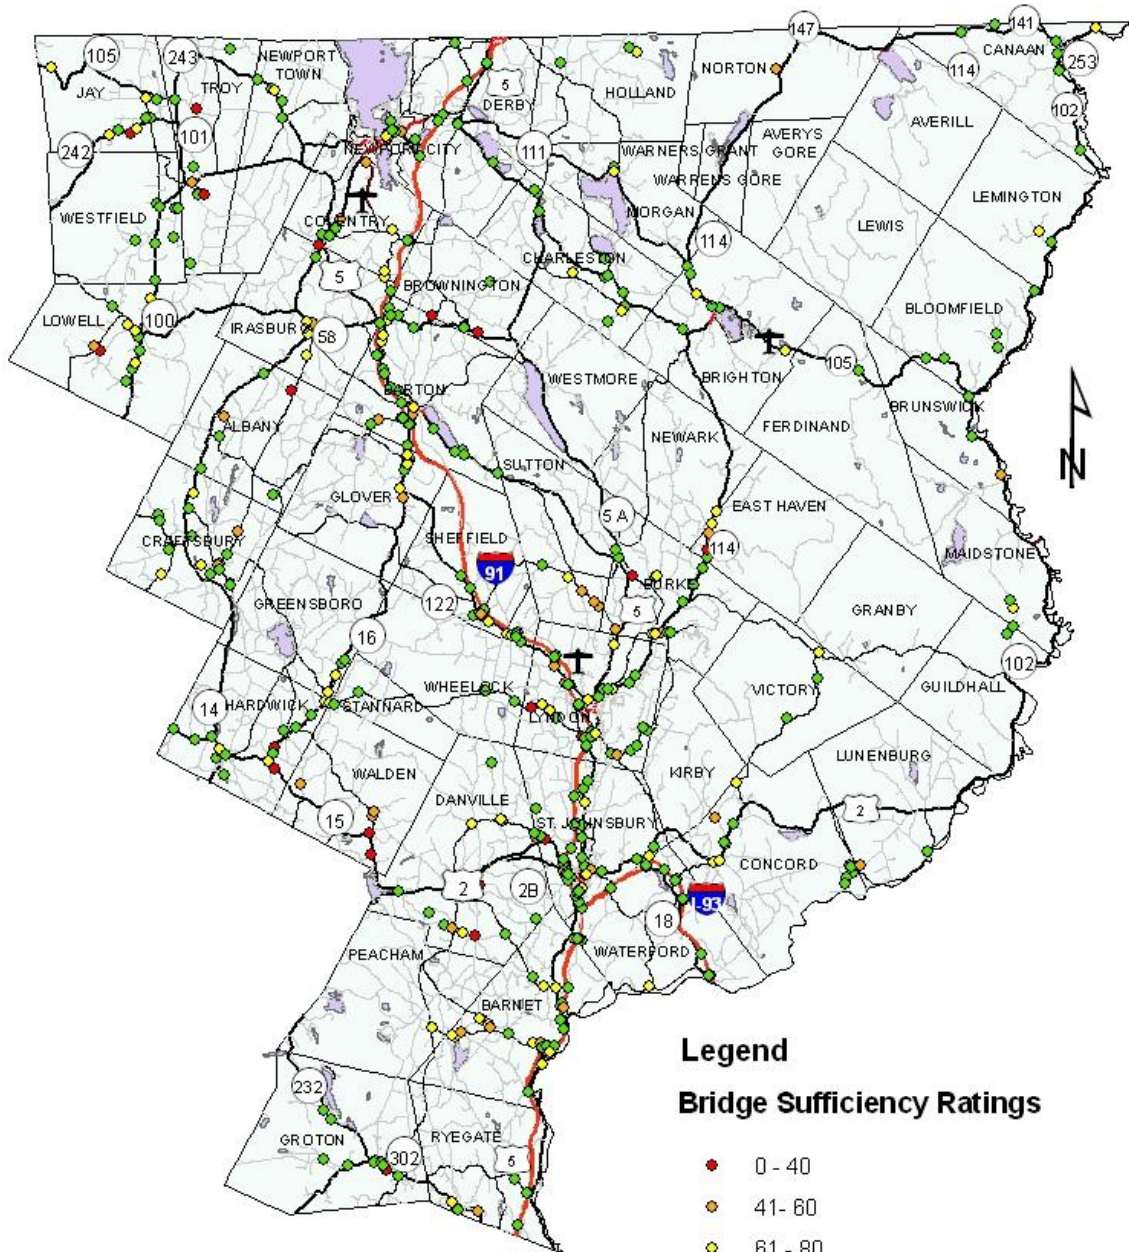 147
141
105
243
NEWPORT
TOWN
5
NORTON
114
CANAAN
253
JAY
TROY
DERBY
HOLLAND
102
101
AVERILL
242
NEWPORT CITY
111
WARNERS GRANT
AVERYS
GORE
WARRENS GORE
WESTFIELD
COVENTRY
MORGAN
LEMINGTON
LEWIS
114
CHARLESTON
5
BROWNINGTON
LOWELL
100
IRASBURG
58
BLOOMFIELD
105
WESTMORE
BRIGHTON
BARTON
BRUNSWICK
ALBANY
NEWARK
FERDINAND
N
SUTTON
GLOVER
5 A
EAST HAVEN
CRAFTSBURY
SHEFFIELD
114
MAIDSTONE
91
BURKE
GREENSBORO
122
5
GRANBY
16
102
WHEELOCK
VICTORY
GUILDHALL
14
HARDWICK
STANNARD
LYNDON
LUNENBURG
WALDEN
KIRBY
DANVILLE
15
ST. JOHNSBURY
2
CONCORD
2
2B
I-93
18
PEACHAM
WATERFORD
BARNET
Legend
232
Bridge Sufficiency Ratings
GROTON
RYEGATE
302
5
0 - 40
41- 60
61 - 80